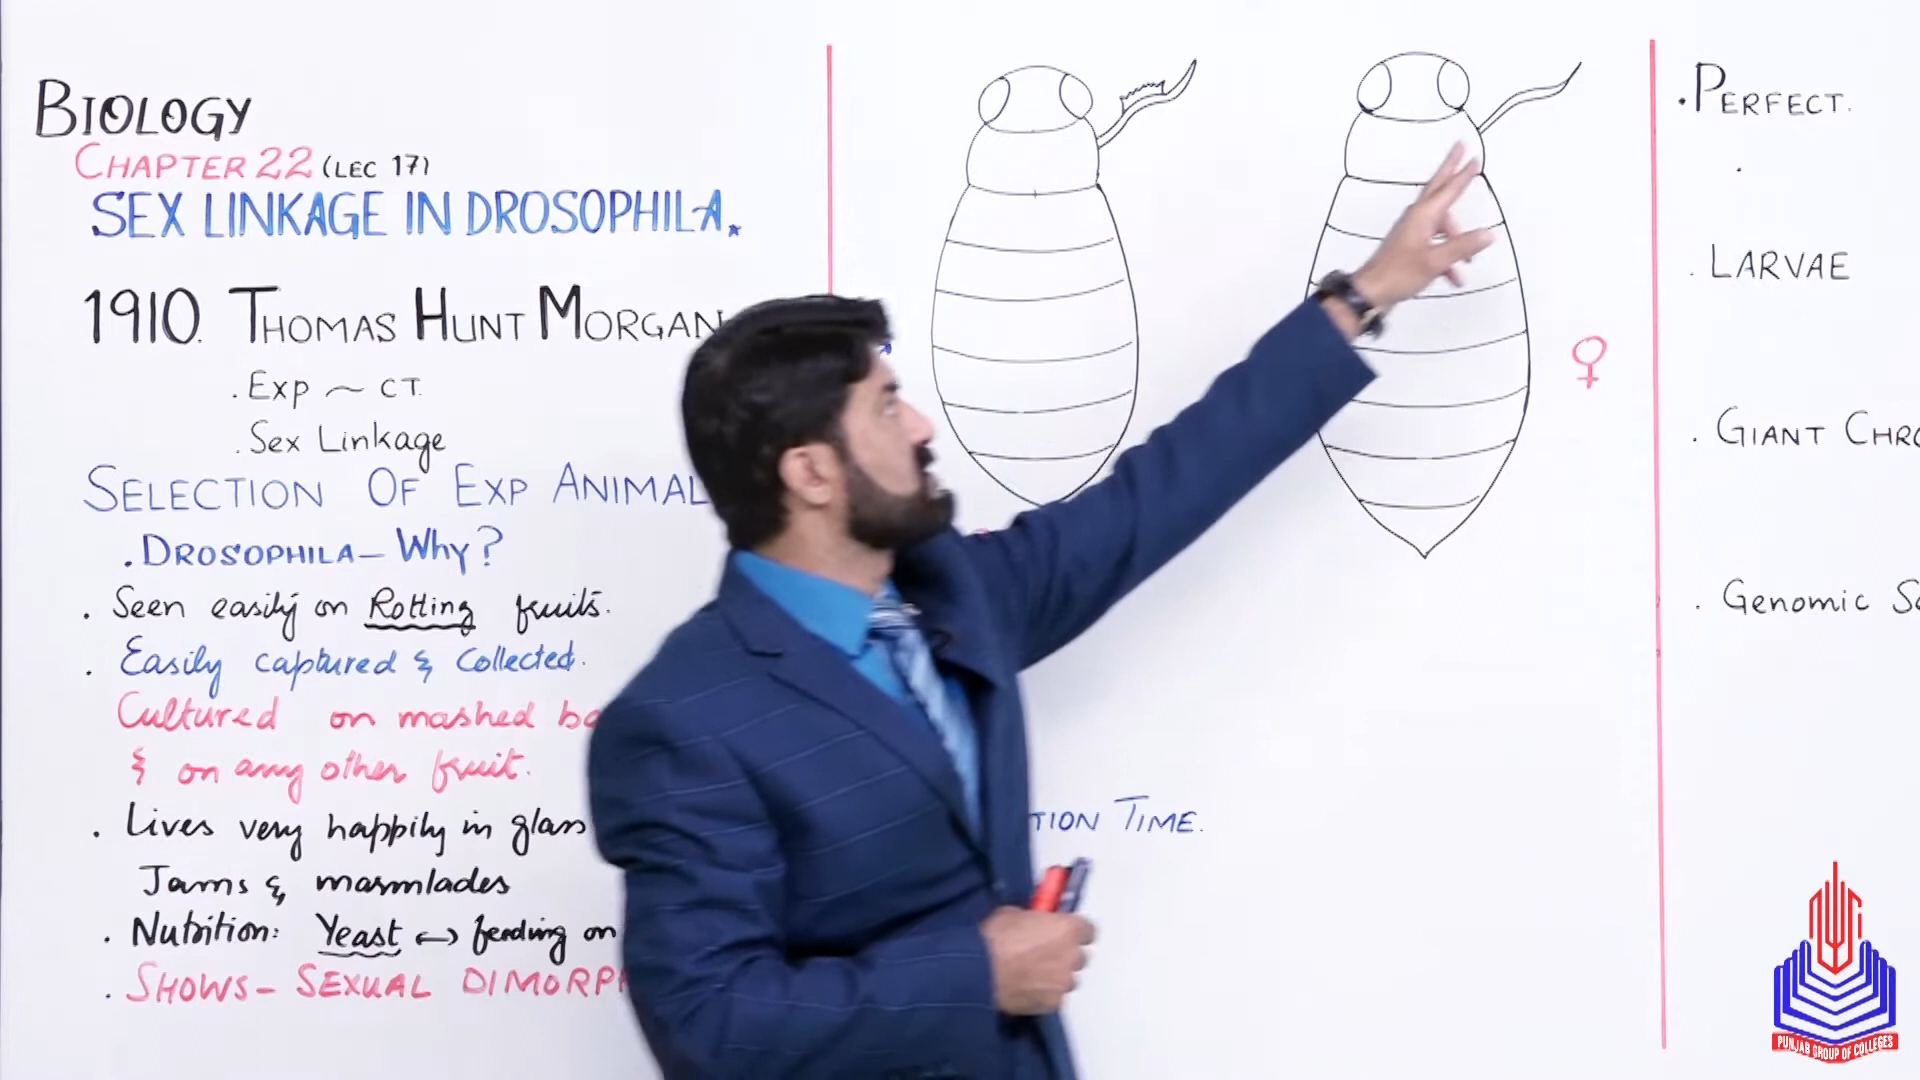 BIOLOGY
CHAPTER 22 (LEC 17)
SEX LINKAGE IN DROSOPHILA.
1910. THOMAS HUNT MORGAN
. EXP ~ CT.
. Sex Linkage
SELECTION OF EXP ANIMAL
. DROSOPHILA - Why?
. Seen easily on Rotting fruits.
. Easily captured & Collected.
Cultured on mashed
& on any other fruit.
. Lives very happily in glass
Jams & marmlades
. Nutrition: Yeast ↔ feeding on
. SHOWS - SEXUAL
♀
TIME.
. PERFECT.
.
. LARVAE
. GIANT
. Genomic
PUNJAB GROUP OF COLLEGES